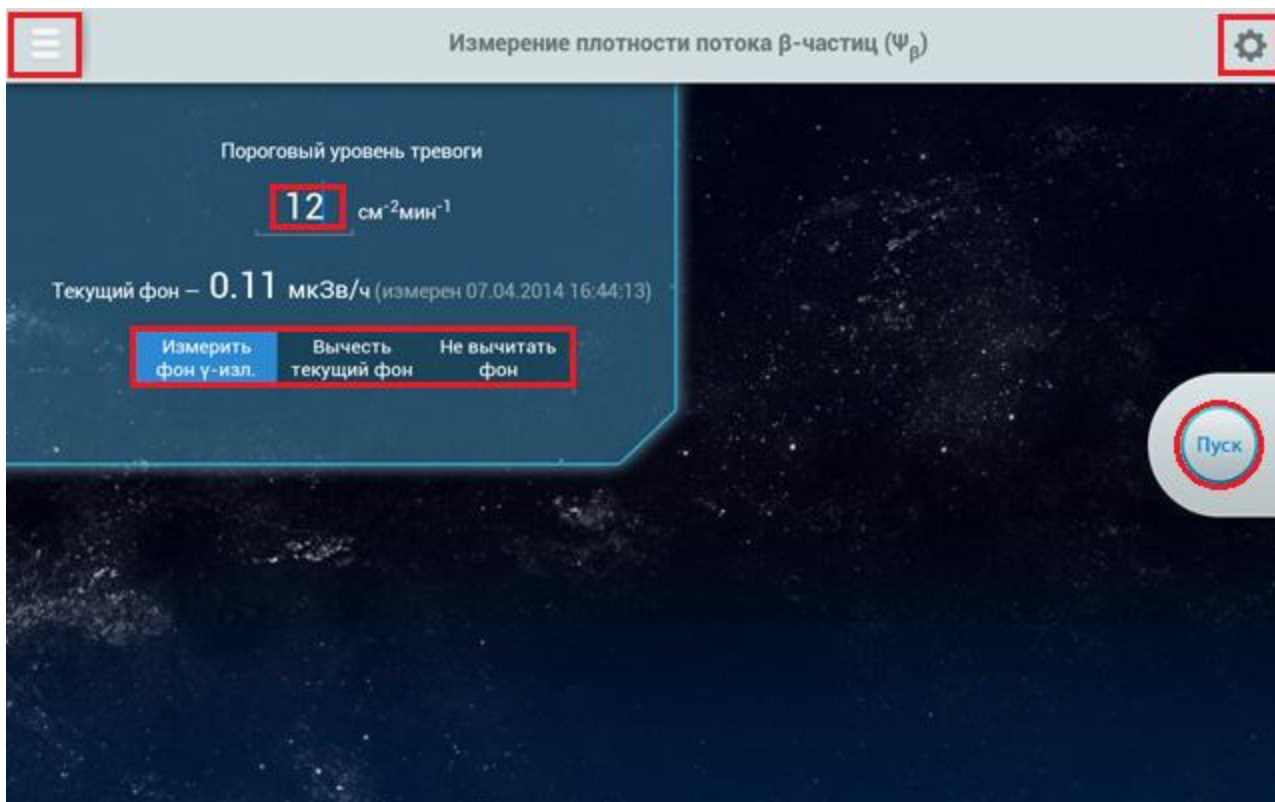 Измерение плотности потока β-частиц (Ψβ)
Пороговый уровень тревоги
12 см⁻²мин⁻¹
Текущий фон – 0.11 мкЗв/ч (измерен 07.04.2014 16:44:13)
Измерить фон γ-изл.
Вычесть текущий фон
Не вычитать фон
Пуск